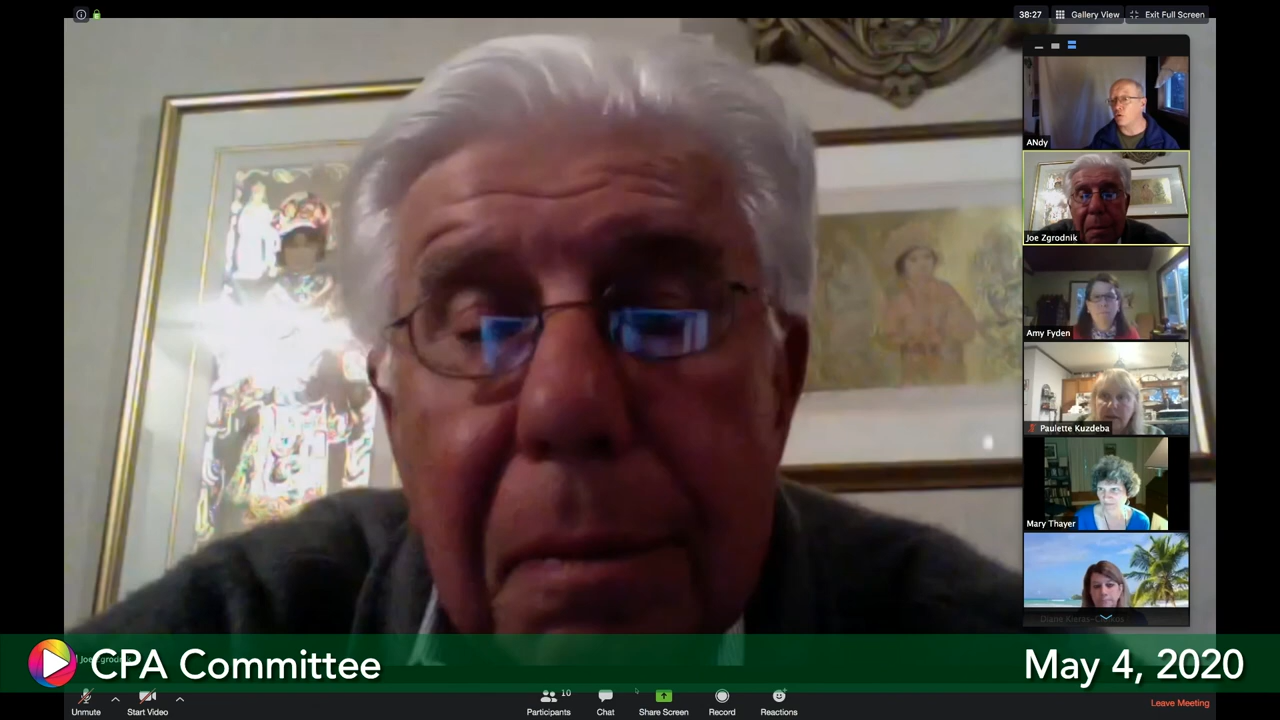 38:27
Gallery View
Exit Full Screen
ANdy
Joe Zgrodnik
Amy Fyden
Paulette Kuzdeba
Mary Thayer
CPA Committee
May 4, 2020
Unmute
Start Video
Participants
10
Chat
Share Screen
Record
Reactions
Leave Meeting